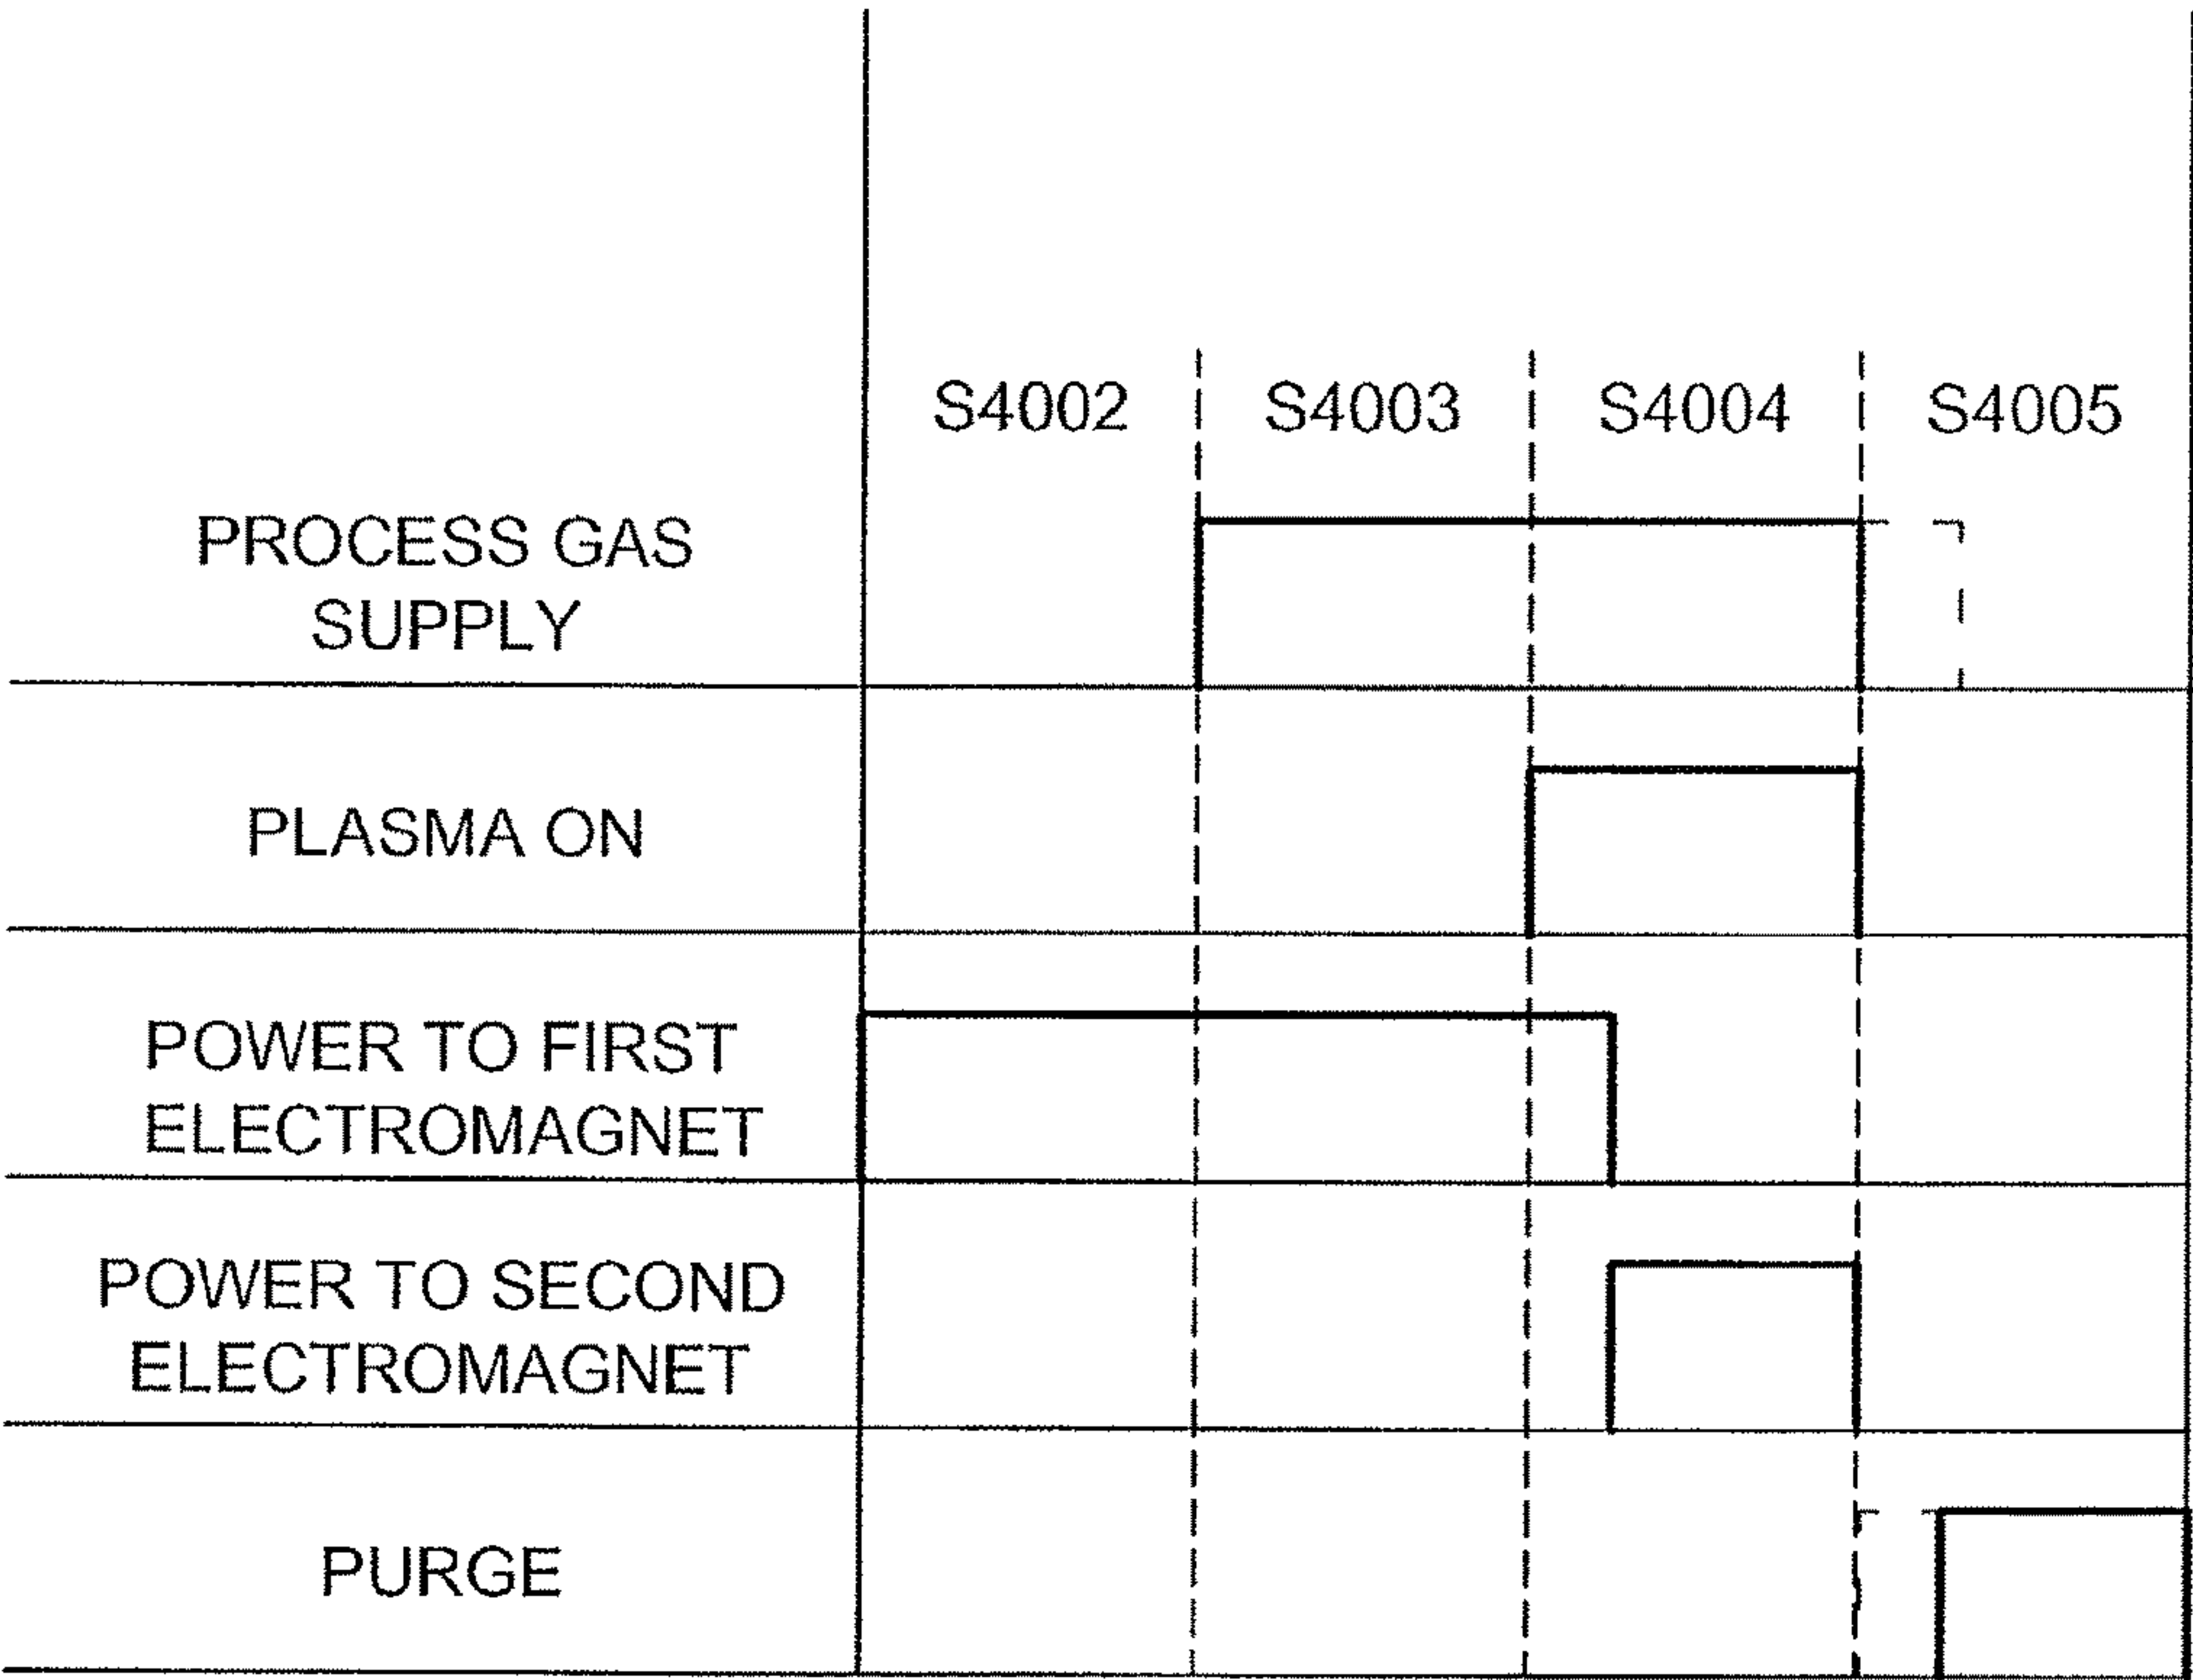 S4002 S4003 S4004 S4005
PROCESS GAS
SUPPLY
PLASMA ON
POWER TO FIRST
ELECTROMAGNET
POWER TO SECOND
ELECTROMAGNET
PURGE